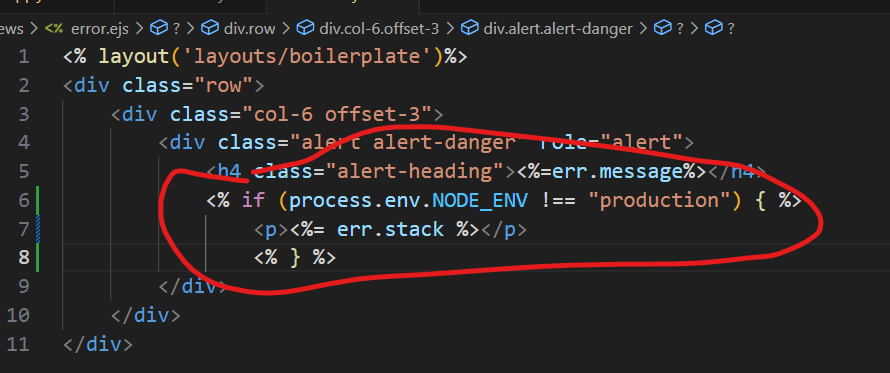 ews > <% error.ejs > ? > div.row > div.col-6.offset-3 > div.alert.alert-danger > ? > ?
1 <% layout('layouts/boilerplate')%>
2 <div class="row">
3 <div class="col-6 offset-3">
4 <div class="alert alert-danger" role="alert">
5 <h4 class="alert-heading"><%=err.message%></h4>
6 <% if (process.env.NODE_ENV !== "production") { %>
7 <p><%= err.stack %></p>
8 <% } %>
9 </div>
10 </div>
11 </div>